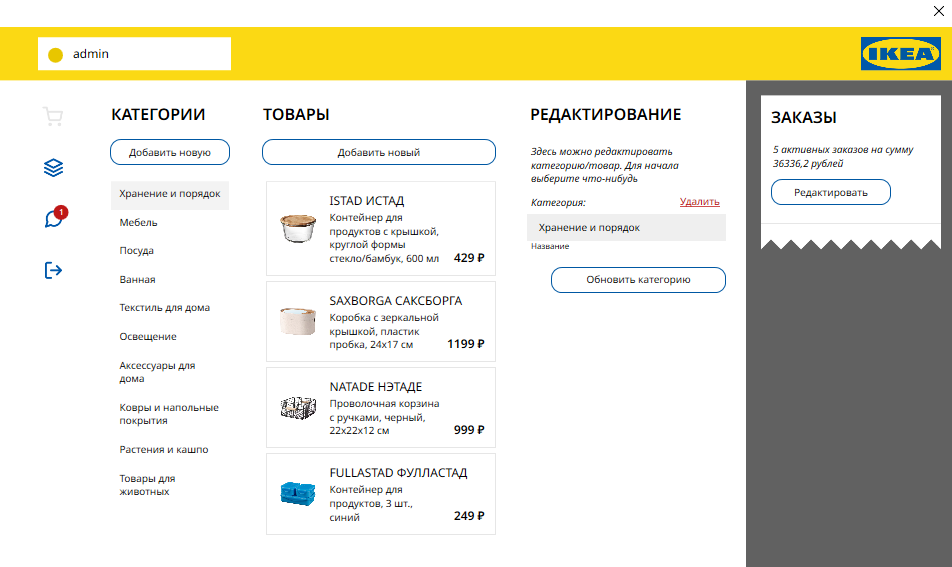 admin
IKEA
КАТЕГОРИИ
Добавить новую
Хранение и порядок
Мебель
Посуда
Ванная
Текстиль для дома
Освещение
Аксессуары для
дома
Ковры и напольные
покрытия
Растения и кашпо
Товары для
животных
1
ТОВАРЫ
Добавить новый
ISTAD ИСТАД
Контейнер для
продуктов с крышкой,
круглой формы
стекло/бамбук, 600 мл
429 ₽
SAXBORGA САКСБОРГА
Коробка с зеркальной
крышкой, пластик
пробка, 24x17 см
1199 ₽
NATADE НЭТАДЕ
Проволочная корзина
с ручками, черный,
22x22x12 см
999 ₽
FULLASTAD ФУЛЛАСТАД
Контейнер для
продуктов, 3 шт.,
синий
249 ₽
РЕДАКТИРОВАНИЕ
Здесь можно редактировать
категорию/товар. Для начала
выберите что-нибудь
Категория: Удалить
Хранение и порядок
Название
Обновить категорию
ЗАКАЗЫ
5 активных заказов на сумму
36336,2 рублей
Редактировать